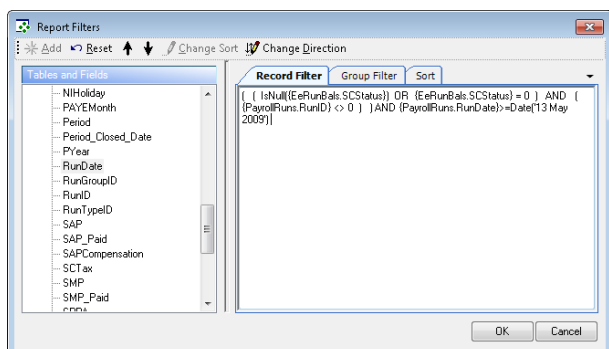 Report Filters
Add Reset Change Sort Change Direction
Tables and Fields
NIHoliday
PAYEMonth
Period
Period_Closed_Date
PYear
RunDate
RunGroupID
RunID
RunTypeID
SAP
SAP_Paid
SAPCompensation
SCTax
SMP
SMP_Paid
Record Filter Group Filter Sort
( ( IsNull({EeRunBals.SCStatus}) OR {EeRunBals.SCStatus} = 0 ) AND (
{PayrollRuns.RunID} <> 0 ) ) AND {PayrollRuns.RunDate}>=Date('13 May
2009')
OK Cancel